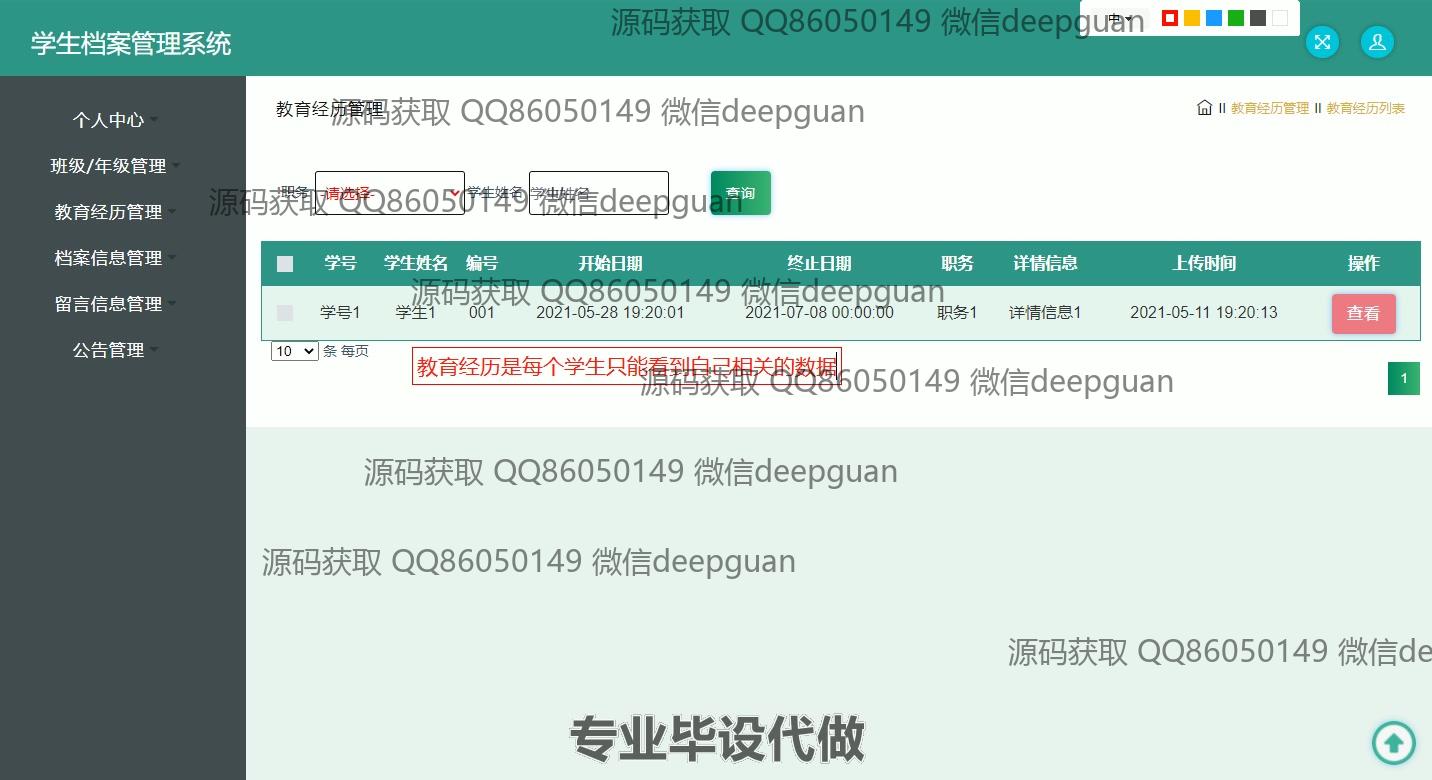 源码获取 QQ86050149 微信deepguan
中
学生档案管理系统
个人中心
班级/年级管理
教育经历管理
档案信息管理
留言信息管理
公告管理
教育经历管理
源码获取 QQ86050149 微信deepguan
II 教育经历管理 II 教育经历列表
职务 -请选择- 学生姓名 学生姓名 查询
源码获取 QQ86050149 微信deepguan
学号 学生姓名 编号 开始日期 终止日期 职务 详情信息 上传时间 操作
源码获取 QQ86050149 微信deepguan
学号1 学生1 001 2021-05-28 19:20:01 2021-07-08 00:00:00 职务1 详情信息1 2021-05-11 19:20:13 查看
10 条 每页
教育经历是每个学生只能看到自己相关的数据
源码获取 QQ86050149 微信deepguan
1
源码获取 QQ86050149 微信deepguan
源码获取 QQ86050149 微信deepguan
源码获取 QQ86050149 微信de
专业毕设代做